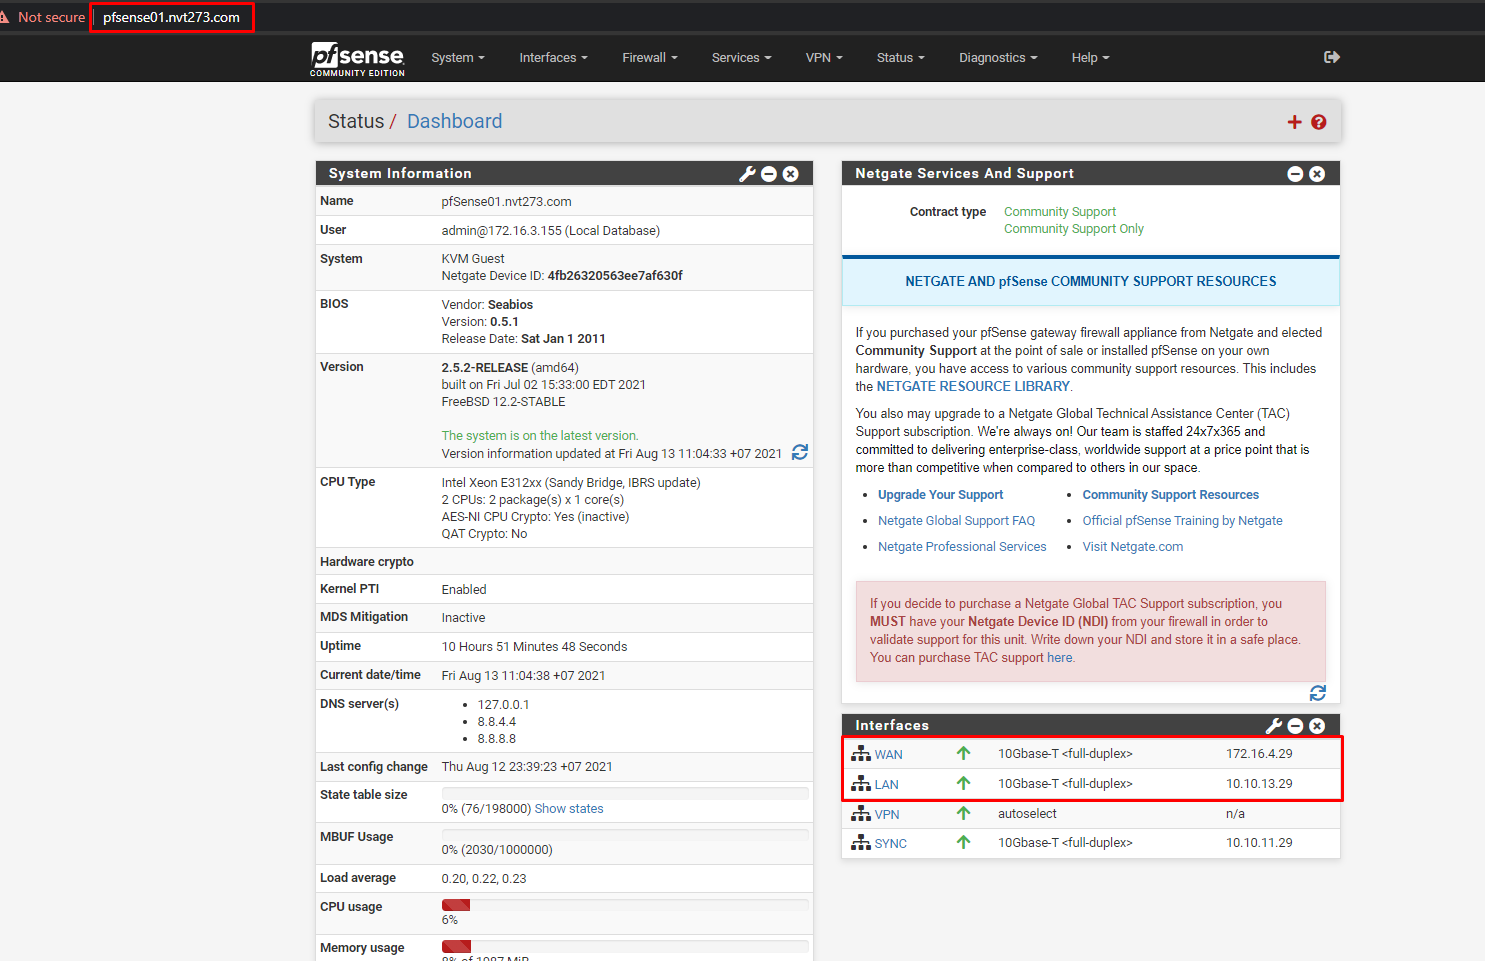 Not secure pfsense01.nvt273.com
pfsense
COMMUNITY EDITION
System Interfaces Firewall Services VPN Status Diagnostics Help
Status / Dashboard
System Information
Name pfSense01.nvt273.com
User admin@172.16.3.155 (Local Database)
System KVM Guest
Netgate Device ID: 4fb26320563ee7af630f
BIOS Vendor: Seabios
Version: 0.5.1
Release Date: Sat Jan 1 2011
Version 2.5.2-RELEASE (amd64)
built on Fri Jul 02 15:33:00 EDT 2021
FreeBSD 12.2-STABLE
The system is on the latest version.
Version information updated at Fri Aug 13 11:04:33 +07 2021
CPU Type Intel Xeon E312xx (Sandy Bridge, IBRS update)
2 CPUs: 2 package(s) x 1 core(s)
AES-NI CPU Crypto: Yes (inactive)
QAT Crypto: No
Hardware crypto
Kernel PTI Enabled
MDS Mitigation Inactive
Uptime 10 Hours 51 Minutes 48 Seconds
Current date/time Fri Aug 13 11:04:38 +07 2021
DNS server(s) • 127.0.0.1
• 8.8.4.4
• 8.8.8.8
Last config change Thu Aug 12 23:39:23 +07 2021
State table size
0% (76/198000) Show states
MBUF Usage
0% (2030/1000000)
Load average 0.20, 0.22, 0.23
CPU usage
6%
Memory usage
8% of 1987 MiB
Netgate Services And Support
Contract type Community Support
Community Support Only
NETGATE AND pfSense COMMUNITY SUPPORT RESOURCES
If you purchased your pfSense gateway firewall appliance from Netgate and elected
Community Support at the point of sale or installed pfSense on your own
hardware, you have access to various community support resources. This includes
the NETGATE RESOURCE LIBRARY.
You also may upgrade to a Netgate Global Technical Assistance Center (TAC)
Support subscription. We're always on! Our team is staffed 24x7x365 and
committed to delivering enterprise-class, worldwide support at a price point that is
more than competitive when compared to others in our space.
• Upgrade Your Support • Community Support Resources
• Netgate Global Support FAQ • Official pfSense Training by Netgate
• Netgate Professional Services • Visit Netgate.com
If you decide to purchase a Netgate Global TAC Support subscription, you
MUST have your Netgate Device ID (NDI) from your firewall in order to
validate support for this unit. Write down your NDI and store it in a safe place.
You can purchase TAC support here.
Interfaces
WAN 10Gbase-T <full-duplex> 172.16.4.29
LAN 10Gbase-T <full-duplex> 10.10.13.29
VPN autoselect n/a
SYNC 10Gbase-T <full-duplex> 10.10.11.29